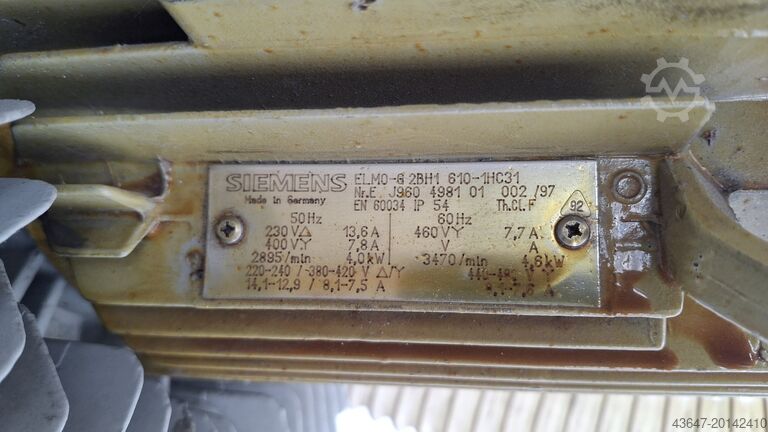 SIEMENS ELMO-G 2BH1 610-1HC31
Made in Germany Nr.E. J960 4981 01 002 /97
EN 60034 IP 54 Th.Cl.F 92
50Hz 60Hz
230 V△ 13,6 A 460 VY 7,7 A
400 VY 7,8 A V A
2895/min 4,0 kW 3470/min 4,6 kW
220-240 / 380-420 V △/Y
14,1-12,9 / 8,1-7,5 A
43647-20142410